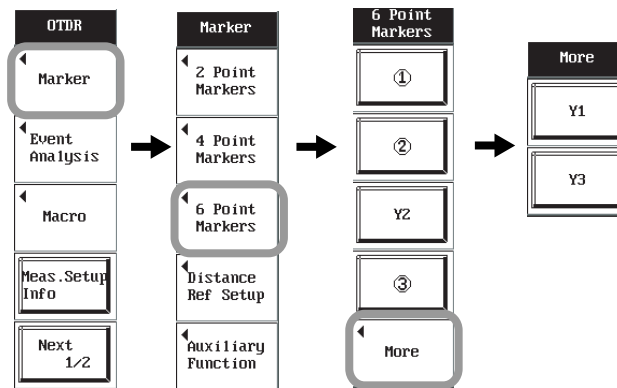 OTDR
Marker
Event
Analysis
Macro
Meas.Setup
Info
Next
1/2
Marker
2 Point
Markers
4 Point
Markers
6 Point
Markers
Distance
Ref Setup
Auxiliary
Function
6 Point
Markers
①
②
Y2
③
More
More
Y1
Y3